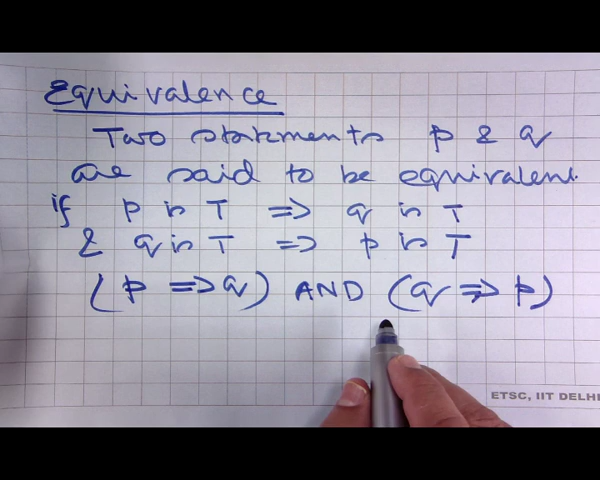 Equivalence
Two statements p & q
are said to be equivalent.
if p is T => q is T
& q is T => p is T
(p => q) AND (q => p)
ETSC, IIT DELHI